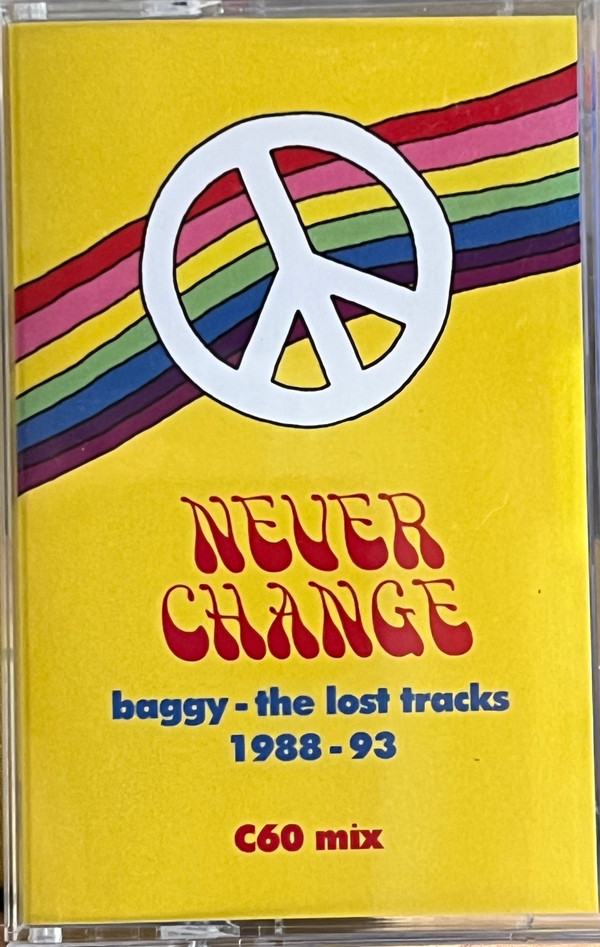 NEVER
CHANGE
baggy - the lost tracks
1988 - 93
C60 mix